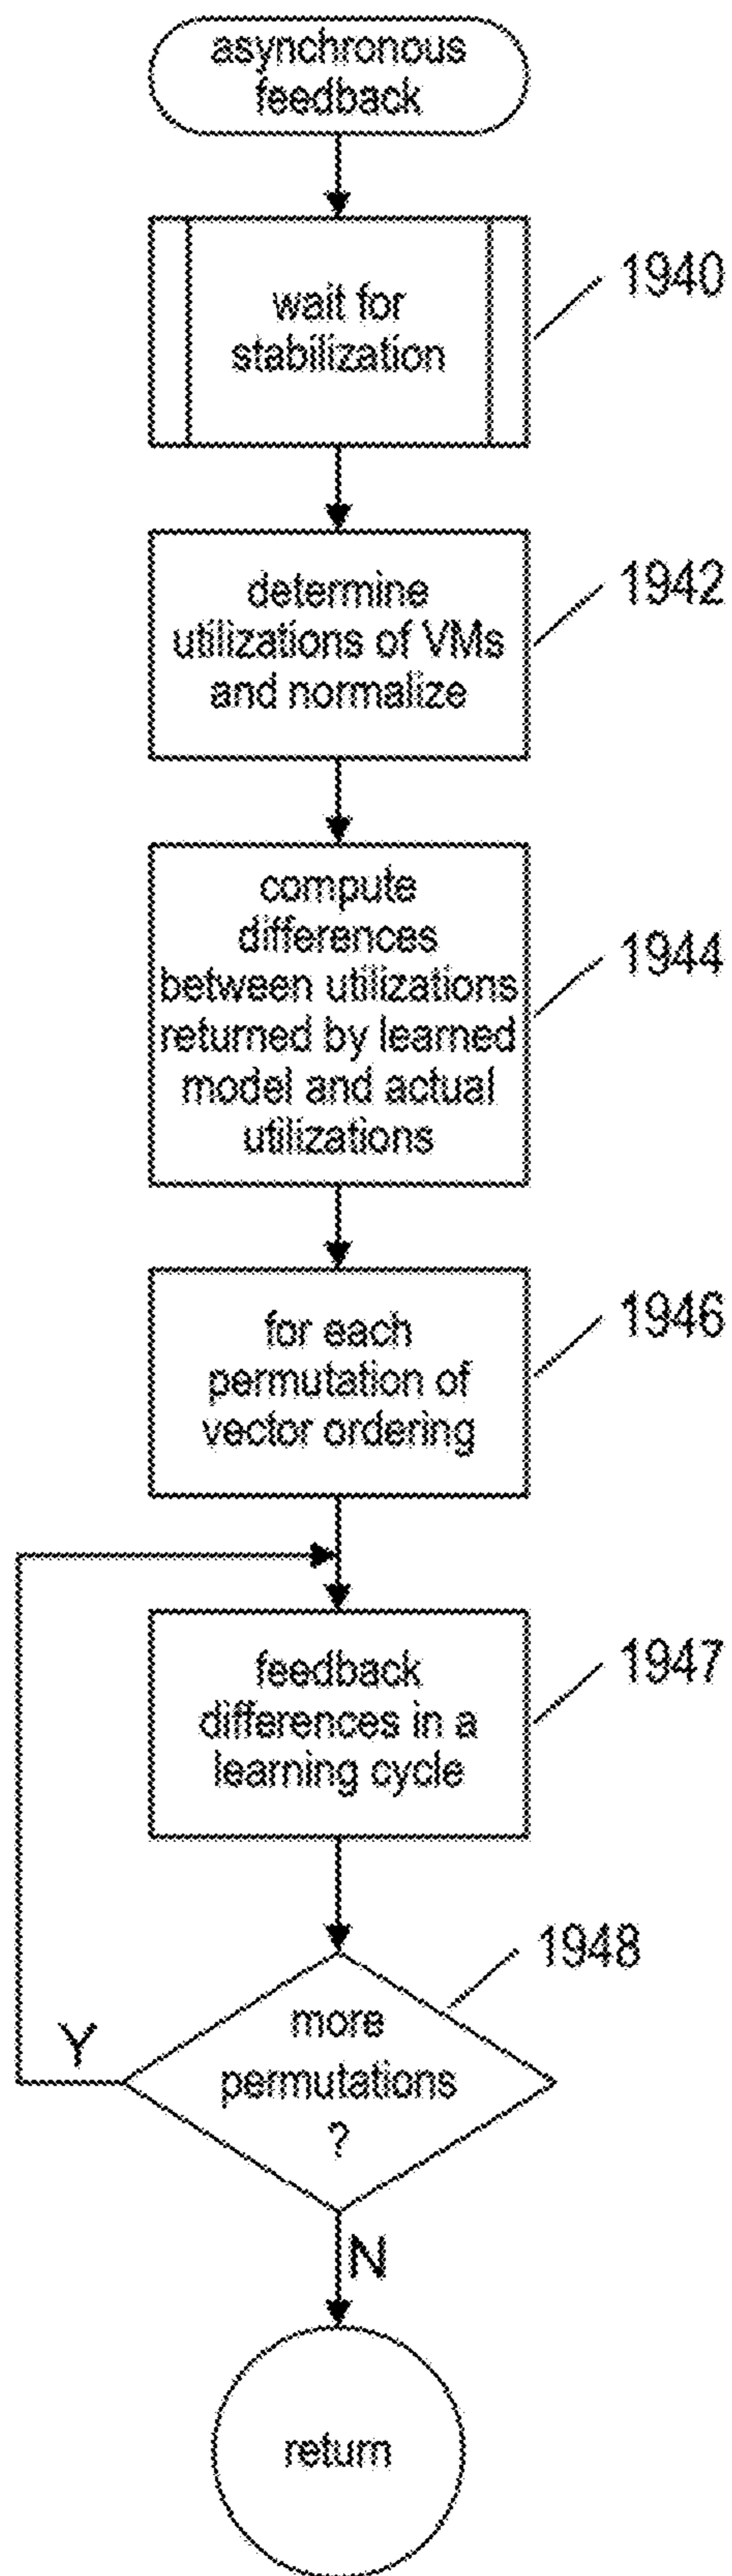 asynchronous
feedback
wait for
stabilization
1940
determine
utilizations of VMs
and normalize
1942
compute
differences
between utilizations
returned by learned
model and actual
utilizations
1944
for each
permutation of
vector ordering
1946
feedback
differences in a
learning cycle
1947
more
permutations
?
1948
Y
N
return